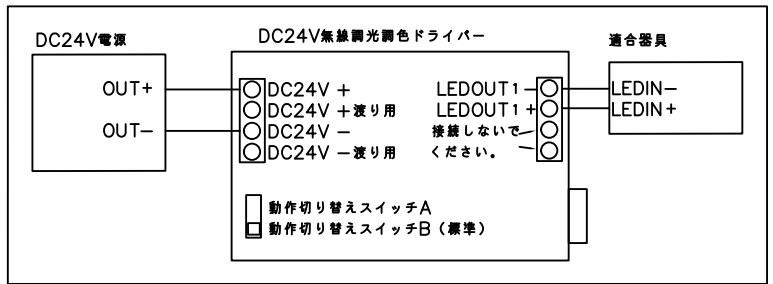 DC24V電源
DC24V無線調光調色ドライバー
適合器具
OUT+
OUT−
DC24V +
DC24V +渡り用
DC24V −
DC24V −渡り用
LEDOUT1−
LEDOUT1+
接続しないで
ください。
LEDIN−
LEDIN+
動作切り替えスイッチA
動作切り替えスイッチB(標準)